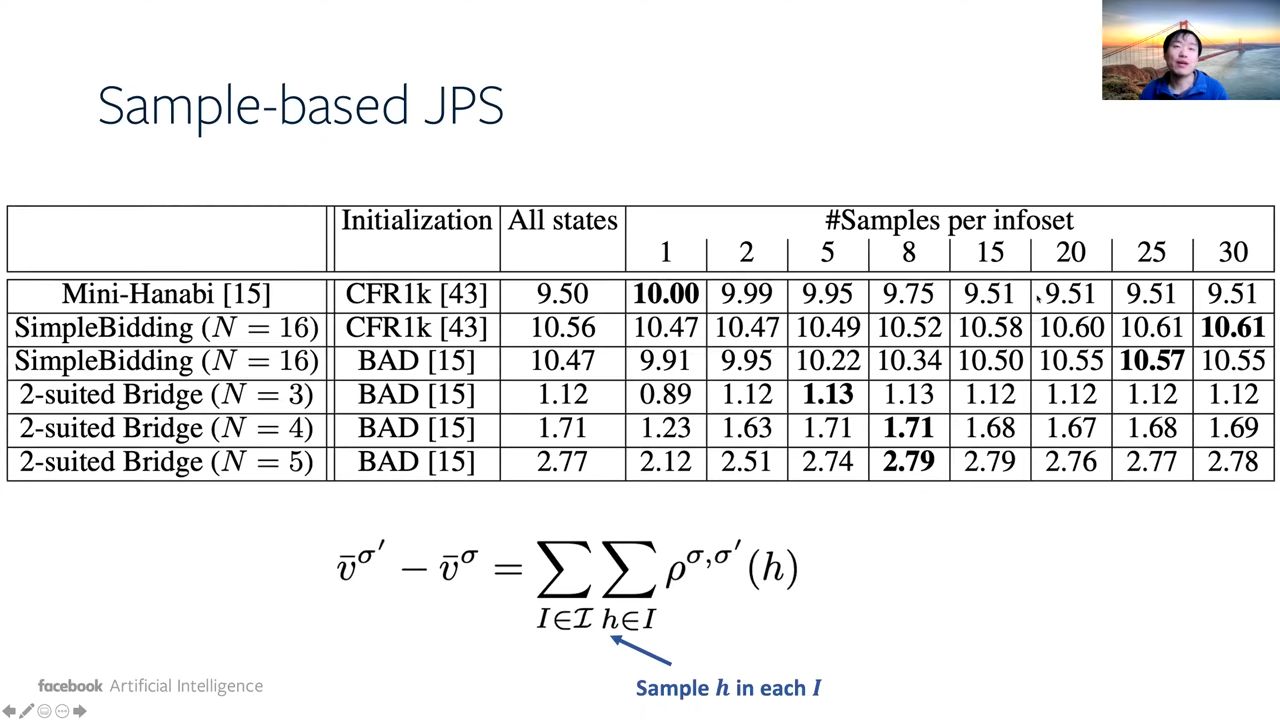 Sample-based JPS
Initialization All states #Samples per infoset
1 2 5 8 15 20 25 30
Mini-Hanabi [15] CFR1k [43] 9.50 10.00 9.99 9.95 9.75 9.51 9.51 9.51 9.51
SimpleBidding (N = 16) CFR1k [43] 10.56 10.47 10.47 10.49 10.52 10.58 10.60 10.61 10.61
SimpleBidding (N = 16) BAD [15] 10.47 9.91 9.95 10.22 10.34 10.50 10.55 10.57 10.55
2-suited Bridge (N = 3) BAD [15] 1.12 0.89 1.12 1.13 1.13 1.12 1.12 1.12 1.12
2-suited Bridge (N = 4) BAD [15] 1.71 1.23 1.63 1.71 1.71 1.68 1.67 1.68 1.69
2-suited Bridge (N = 5) BAD [15] 2.77 2.12 2.51 2.74 2.79 2.79 2.76 2.77 2.78
v̄^σ′ − v̄^σ = ∑_{I∈ℐ} ∑_{h∈I} ρ^{σ,σ′}(h)
Sample h in each I
facebook Artificial Intelligence